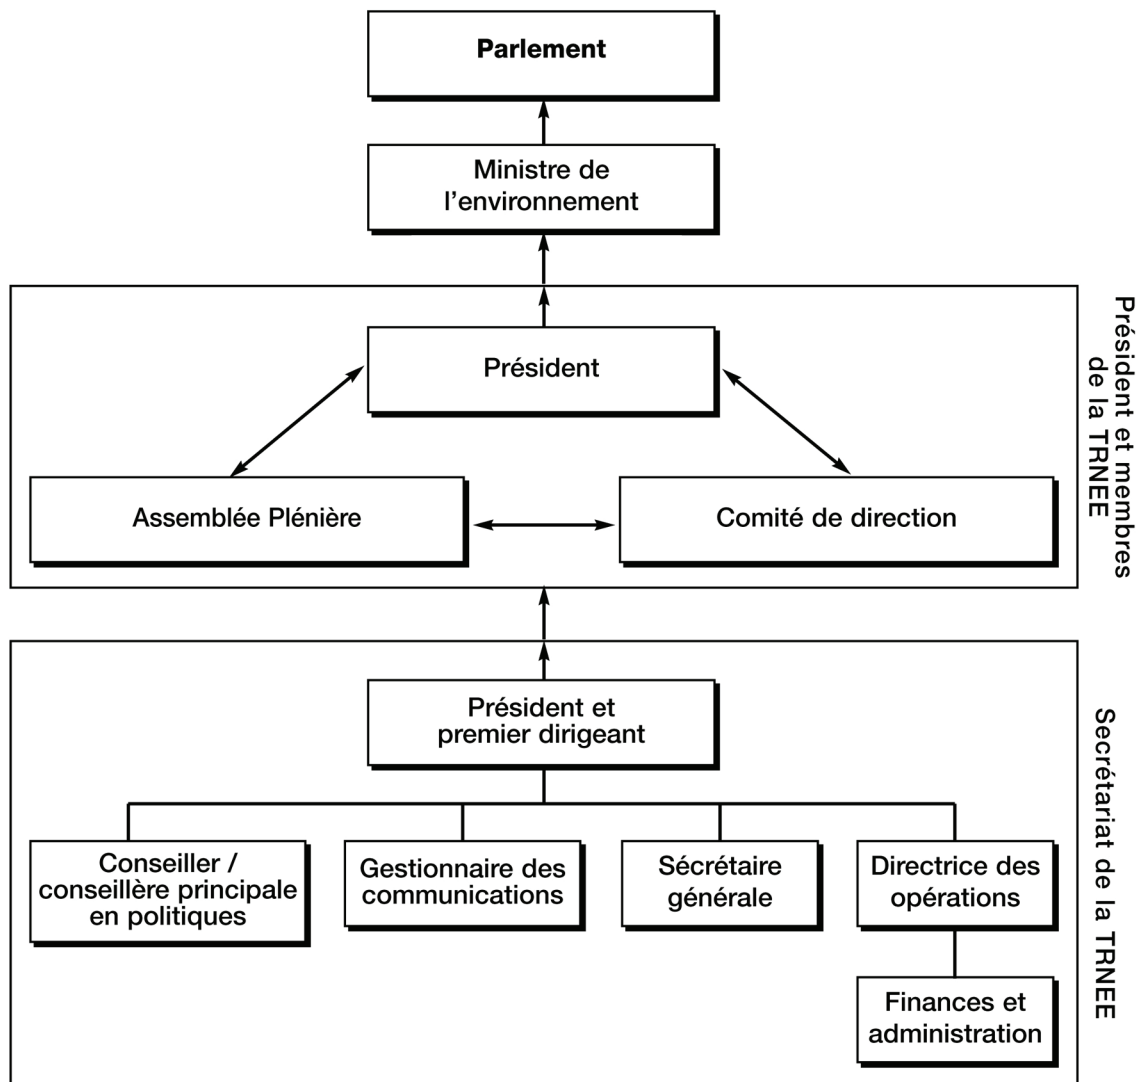 Parlement
Ministre de
l'environnement
Président
Assemblée Plénière
Comité de direction
Président et membres
de la TRNEE
Président et
premier dirigeant
Conseiller /
conseillère principale
en politiques
Gestionnaire des
communications
Sécrétaire
générale
Directrice des
opérations
Finances et
administration
Secrétariat de la TRNEE